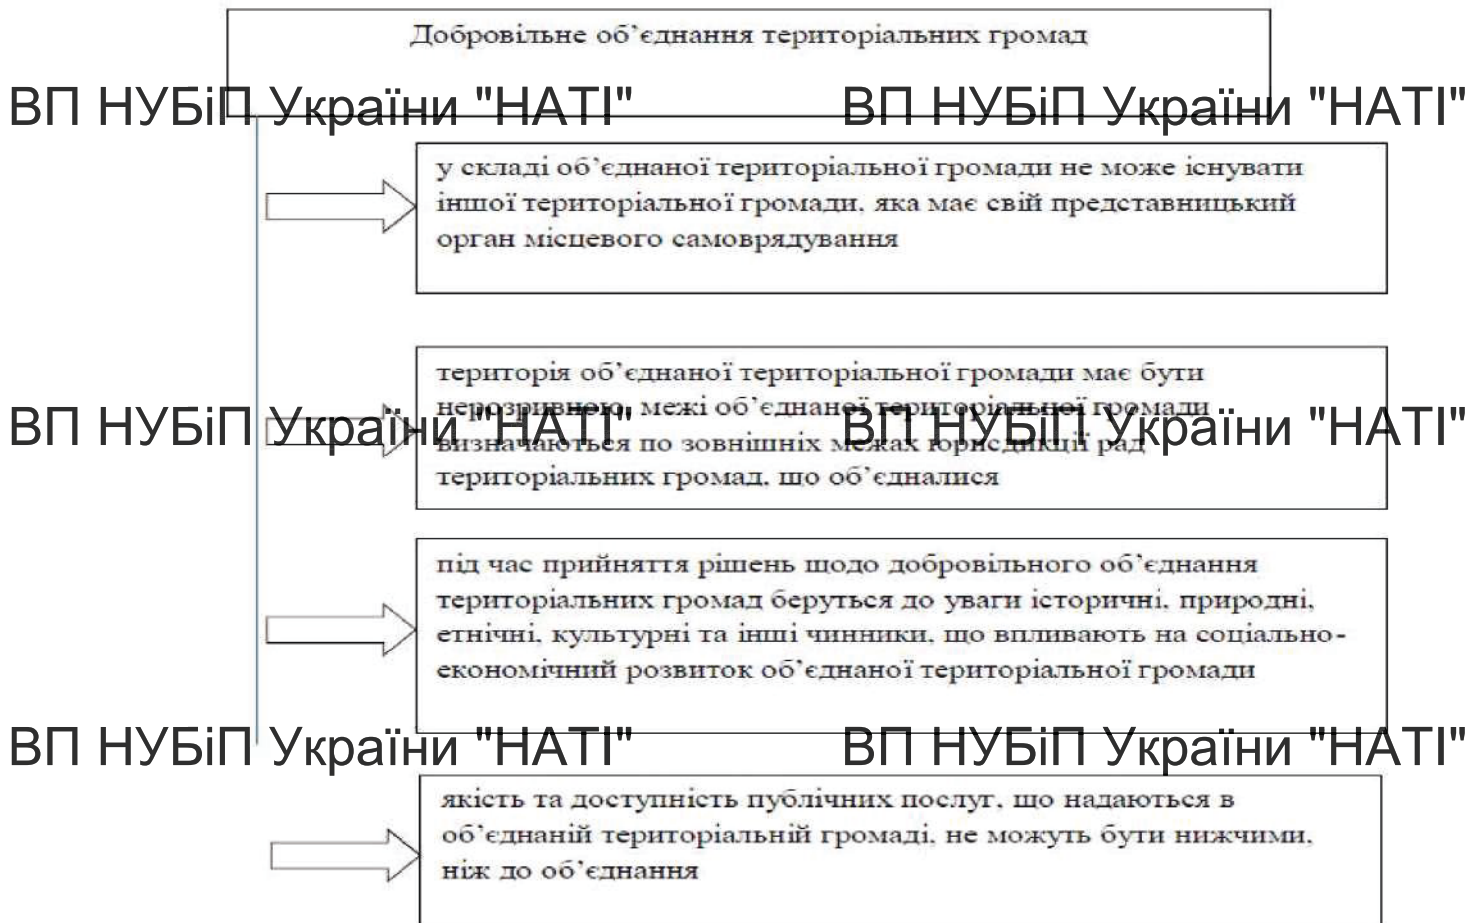 Добровільне об’єднання територіальних громад
ВП НУБіП України "НАТІ" ВП НУБіП України "НАТІ"
у складі об’єднаної територіальної громади не може існувати
іншої територіальної громади, яка має свій представницький
орган місцевого самоврядування
територія об’єднаної територіальної громади має бути
нерозривною, межі об’єднаної територіальної громади
ВП НУБіП України "НАТІ" ВП НУБіП України "НАТІ"
визначаються по зовнішніх межах юрисдикції рад
територіальних громад, що об’єдналися
під час прийняття рішень щодо добровільного об’єднання
територіальних громад беруться до уваги історичні, природні,
етнічні, культурні та інші чинники, що впливають на соціально-
економічний розвиток об’єднаної територіальної громади
ВП НУБіП України "НАТІ" ВП НУБіП України "НАТІ"
якість та доступність публічних послуг, що надаються в
об’єднаній територіальній громаді, не можуть бути нижчими,
ніж до об’єднання